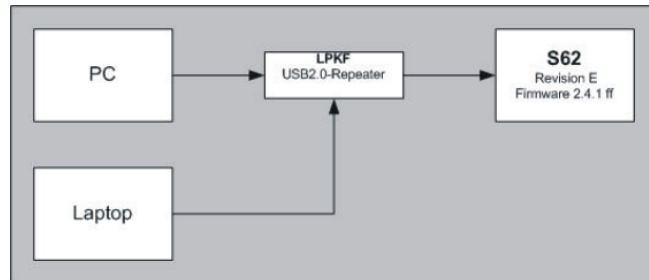 PC
LPKF
USB2.0-Repeater
S62
Revision E
Firmware 2.4.1 ff
Laptop